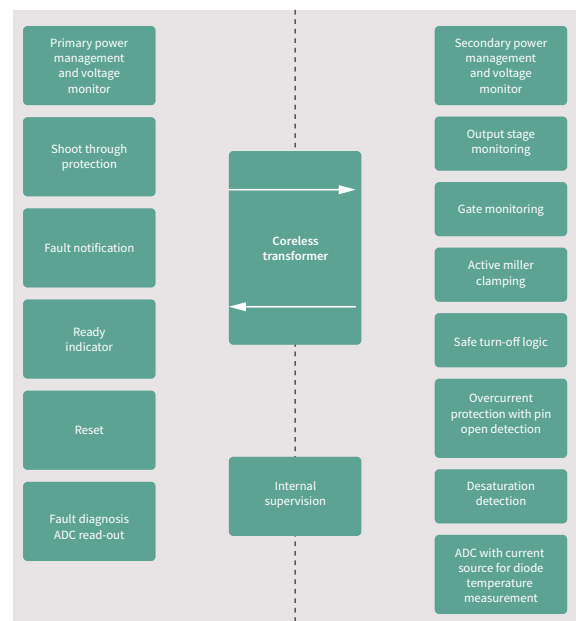 Primary power
management
and voltage
monitor
Shoot through
protection
Fault notification
Ready
indicator
Reset
Fault diagnosis
ADC read-out
Coreless
transformer
Internal
supervision
Secondary power
management
and voltage
monitor
Output stage
monitoring
Gate monitoring
Active miller
clamping
Safe turn-off logic
Overcurrent
protection with pin
open detection
Desaturation
detection
ADC with current
source for diode
temperature
measurement